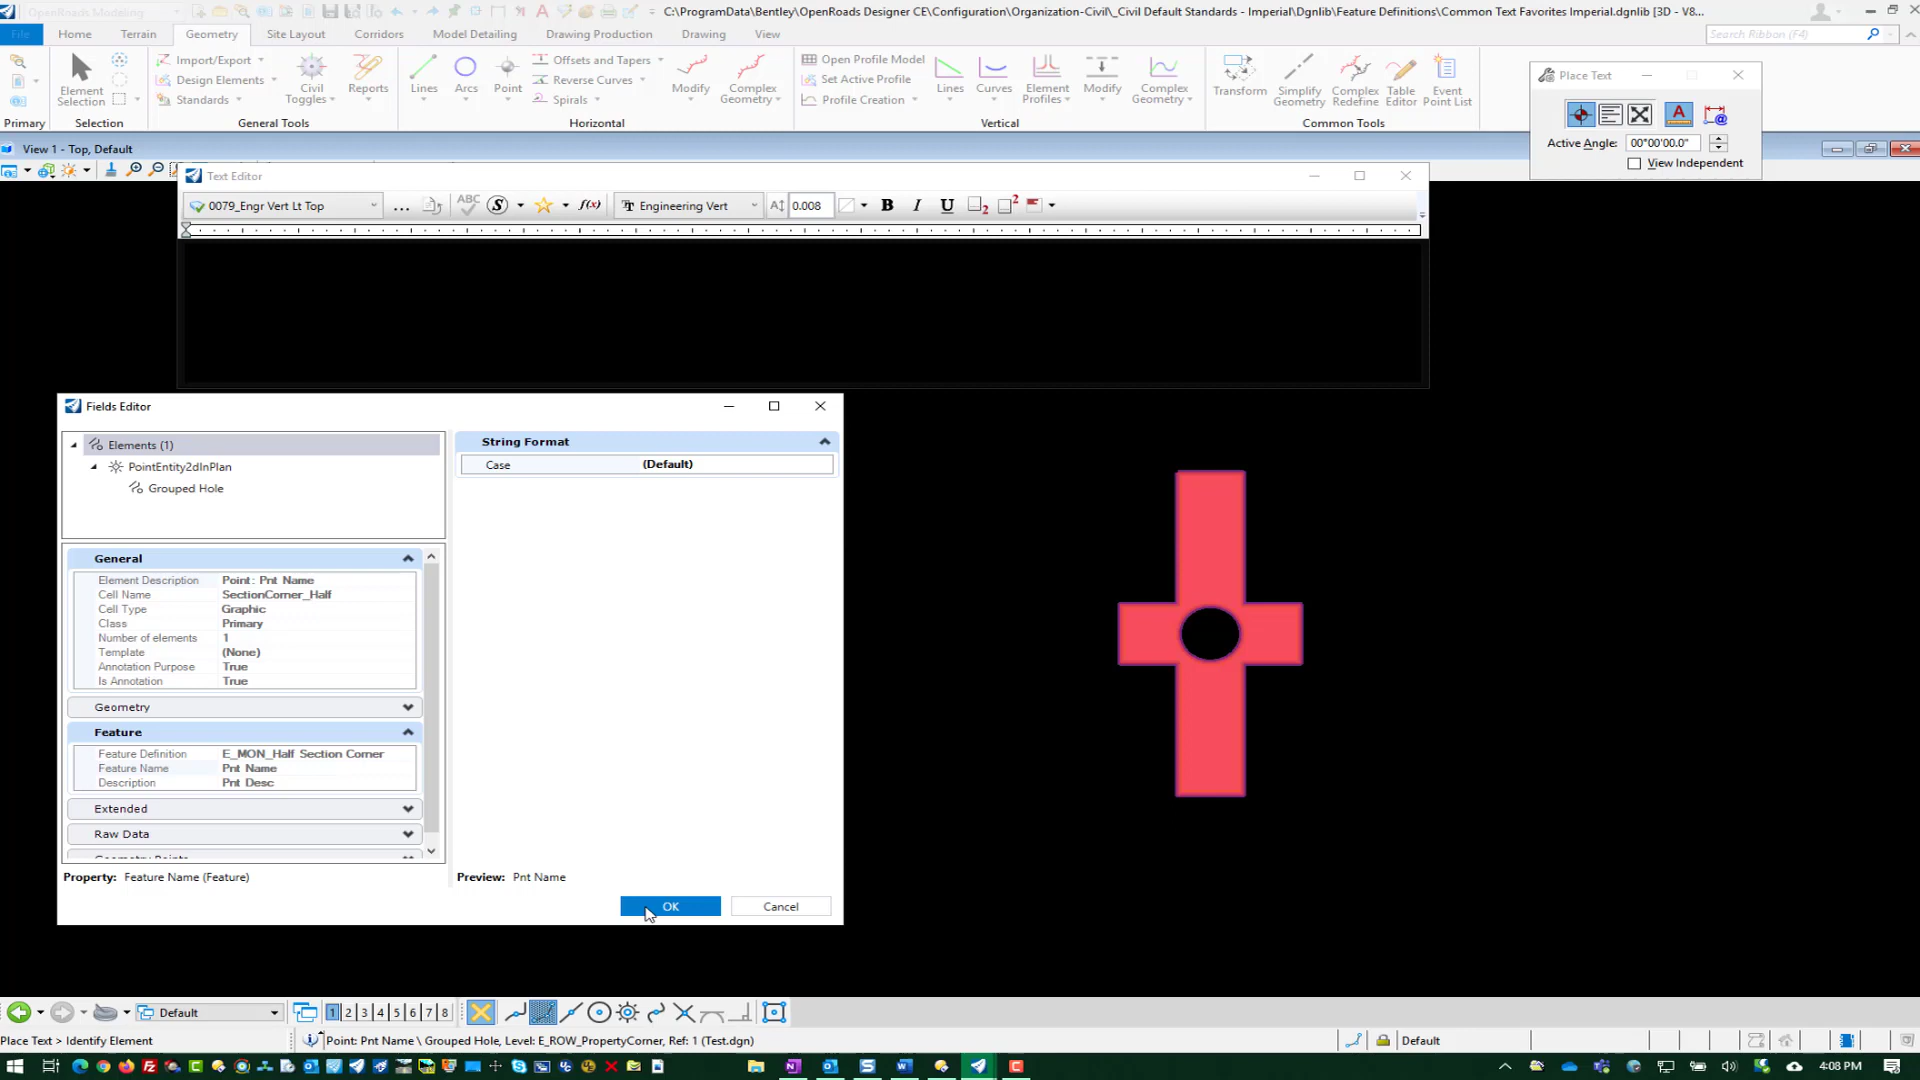 OpenRoads Modeling
C:\ProgramData\Bentley\OpenRoads Designer CE\Configuration\Organization-Civil\_Civil Default Standards - Imperial\Dgnlib\Feature Definitions\Common Text Favorites Imperial.dgnlib [3D - V8...
File Home Terrain Geometry Site Layout Corridors Model Detailing Drawing Production Drawing View
Search Ribbon (F4)
Element Selection
Import/Export
Design Elements
Standards
Civil Toggles
Reports
Lines
Arcs
Point
Offsets and Tapers
Reverse Curves
Spirals
Modify
Complex Geometry
Open Profile Model
Set Active Profile
Profile Creation
Lines
Curves
Element Profiles
Modify
Complex Geometry
Transform
Simplify Geometry
Complex Redefine
Table Editor
Event Point List
Primary Selection General Tools Horizontal Vertical Common Tools
Place Text
Active Angle: 00°00'00.0"
View Independent
View 1 - Top, Default
Text Editor
0079_Engr Vert Lt Top ... ABC S f(x) Engineering Vert 0.008 B I U
Fields Editor
Elements (1)
PointEntity2dInPlan
Grouped Hole
String Format
Case (Default)
General
Element Description Point: Pnt Name
Cell Name SectionCorner_Half
Cell Type Graphic
Class Primary
Number of elements 1
Template (None)
Annotation Purpose True
Is Annotation True
Geometry
Feature
Feature Definition E_MON_Half Section Corner
Feature Name Pnt Name
Description Pnt Desc
Extended
Raw Data
Geometry Points
Property: Feature Name (Feature)
Preview: Pnt Name
OK Cancel
Default 1 2 3 4 5 6 7 8
Place Text > Identify Element
Point: Pnt Name \ Grouped Hole, Level: E_ROW_PropertyCorner, Ref: 1 (Test.dgn)
Default
4:08 PM